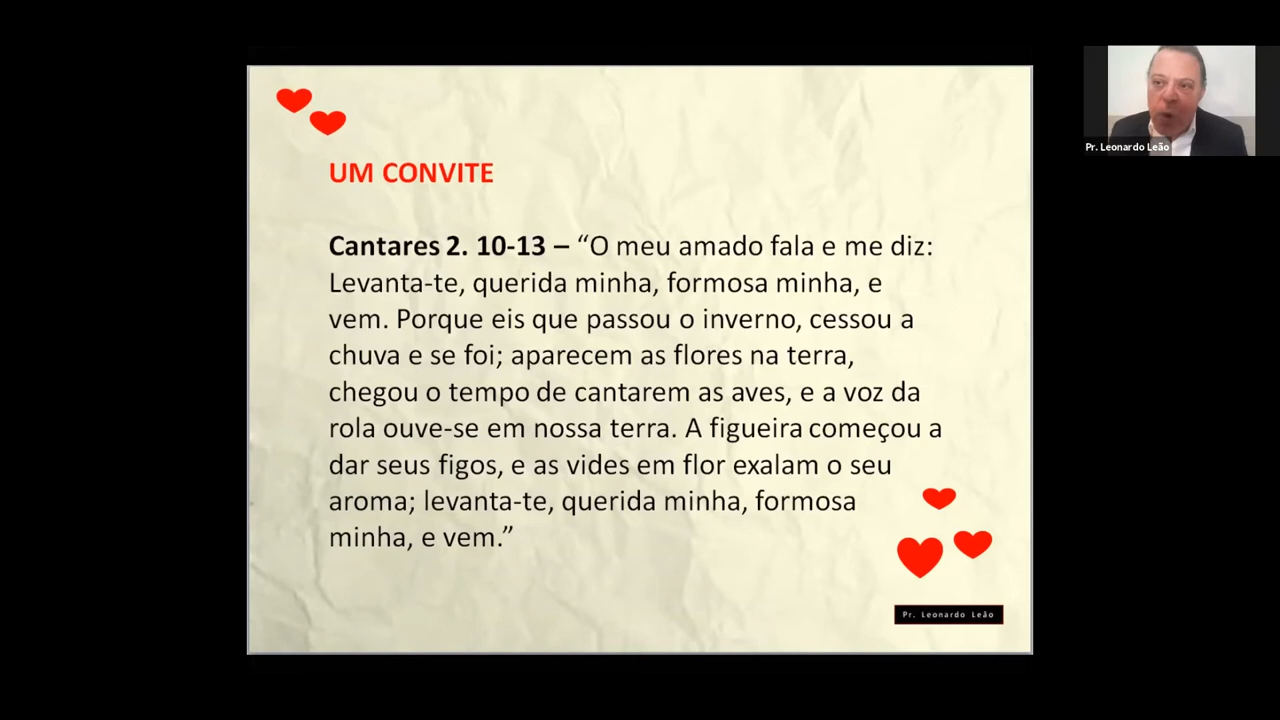 UM CONVITE
Cantares 2. 10-13 – “O meu amado fala e me diz:
Levanta-te, querida minha, formosa minha, e
vem. Porque eis que passou o inverno, cessou a
chuva e se foi; aparecem as flores na terra,
chegou o tempo de cantarem as aves, e a voz da
rola ouve-se em nossa terra. A figueira começou a
dar seus figos, e as vides em flor exalam o seu
aroma; levanta-te, querida minha, formosa
minha, e vem.”
Pr. Leonardo Leão
Pr. Leonardo Leão